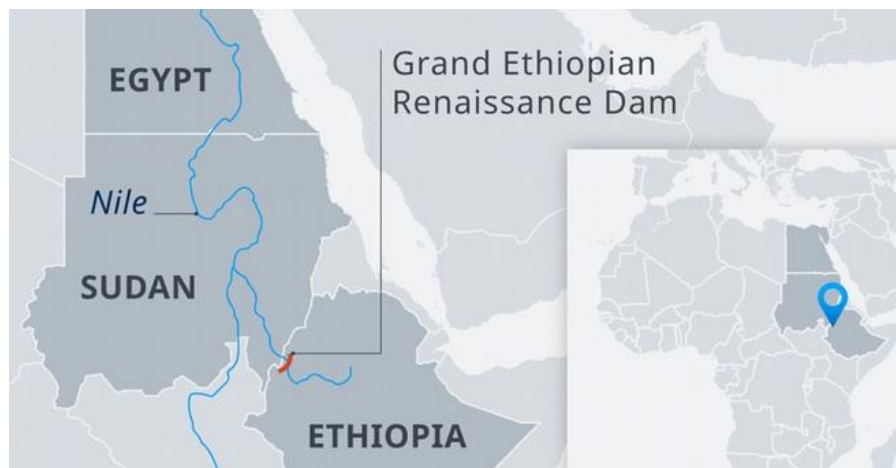 EGYPT
Grand Ethiopian
Renaissance Dam
Nile
SUDAN
ETHIOPIA